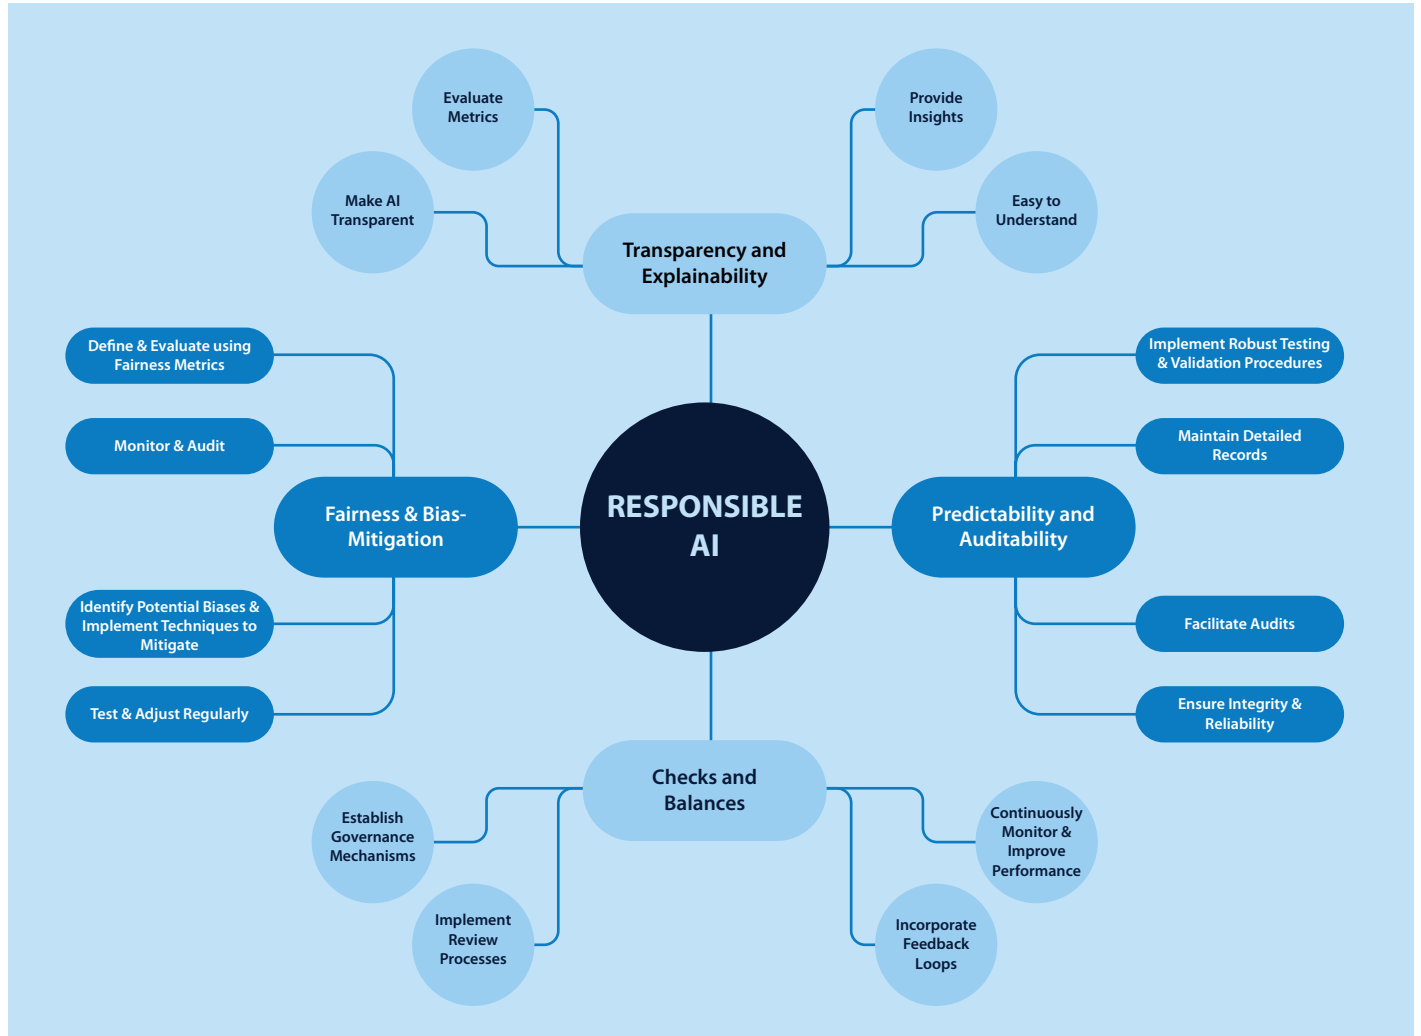 Evaluate
Metrics
Provide
Insights
Make AI
Transparent
Easy to
Understand
Transparency and
Explainability
Define & Evaluate using
Fairness Metrics
Implement Robust Testing
& Validation Procedures
Monitor & Audit
Maintain Detailed
Records
Fairness & Bias-
Mitigation
RESPONSIBLE
AI
Predictability and
Auditability
Identify Potential Biases &
Implement Techniques to
Mitigate
Facilitate Audits
Test & Adjust Regularly
Ensure Integrity &
Reliability
Checks and
Balances
Establish
Governance
Mechanisms
Continuously
Monitor &
Improve
Performance
Implement
Review
Processes
Incorporate
Feedback
Loops